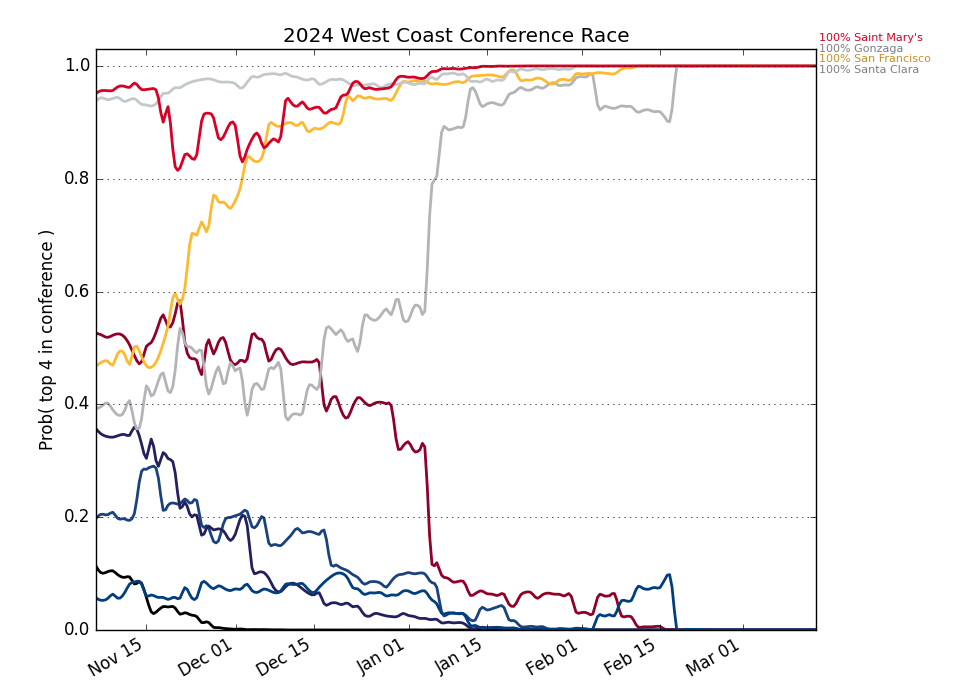 2024 West Coast Conference Race
100% Saint Mary's
100% Gonzaga
100% San Francisco
100% Santa Clara
Prob( top 4 in conference )
1.0
0.8
0.6
0.4
0.2
0.0
Nov 15
Dec 01
Dec 15
Jan 01
Jan 15
Feb 01
Feb 15
Mar 01